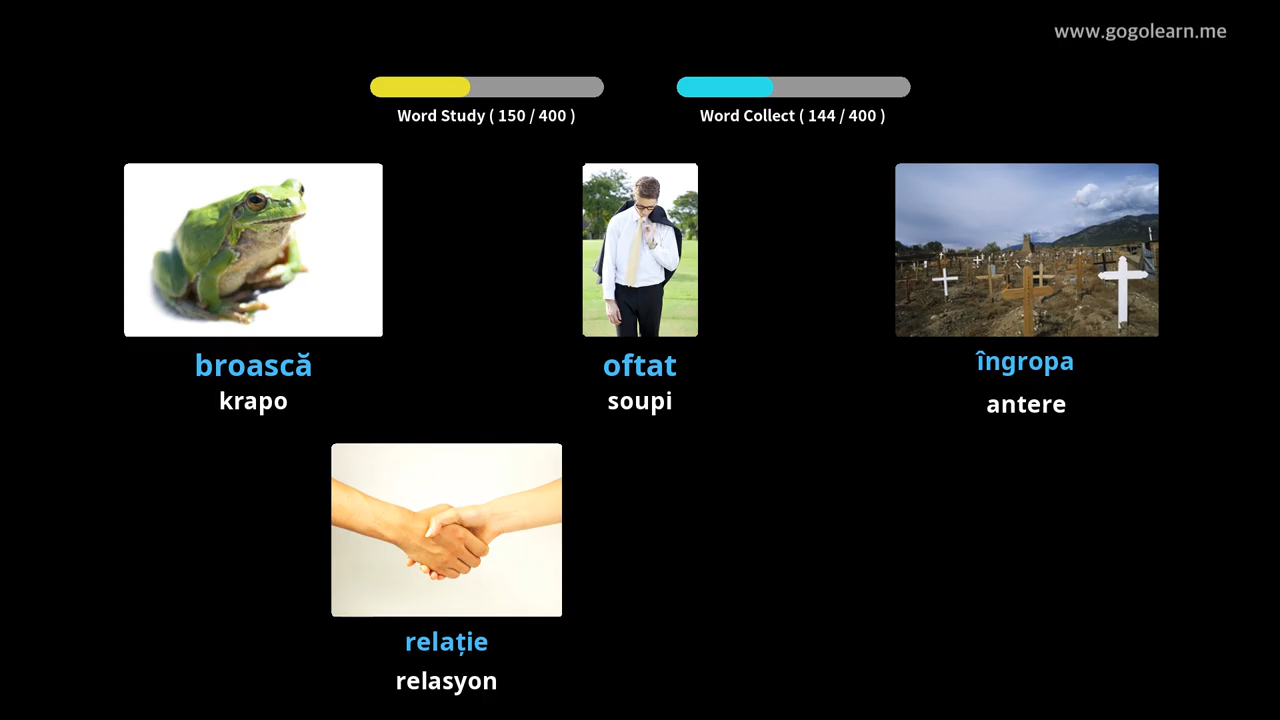 www.gogolearn.me
Word Study ( 150 / 400 )
Word Collect ( 144 / 400 )
broască
krapo
oftat
soupi
îngropa
antere
relație
relasyon